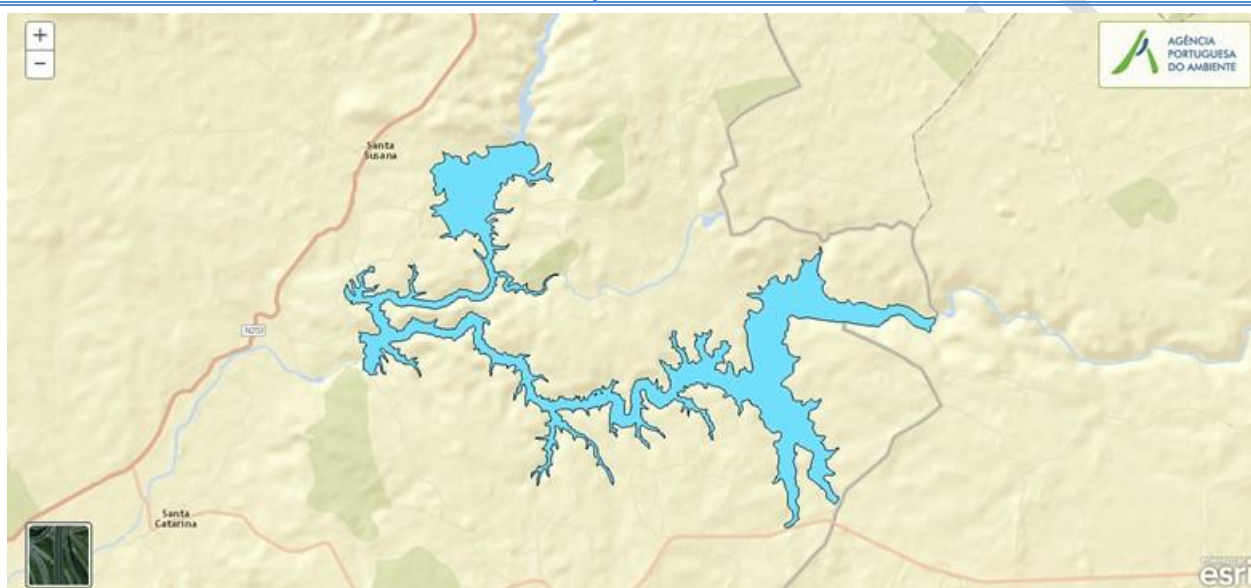 +
AGÊNCIA
PORTUGUESA
DO AMBIENTE
−
Santa
Susana
N253
Santa
Catarina
esri